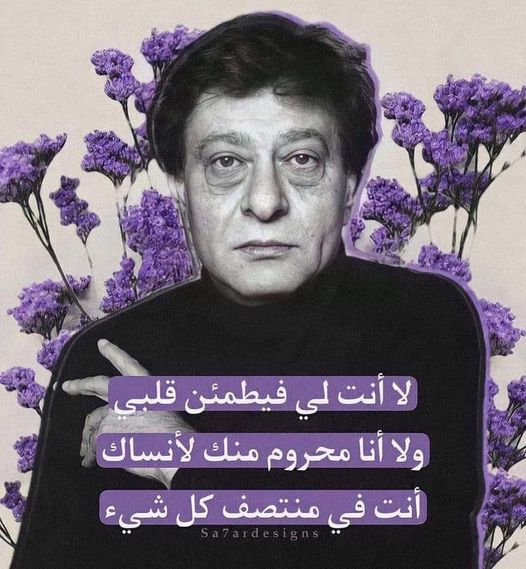 لا أنت لي فيطمئن قلبي
ولا أنا محروم منك لأنساك
أنت في منتصف كل شيء
Sa7ardesigns